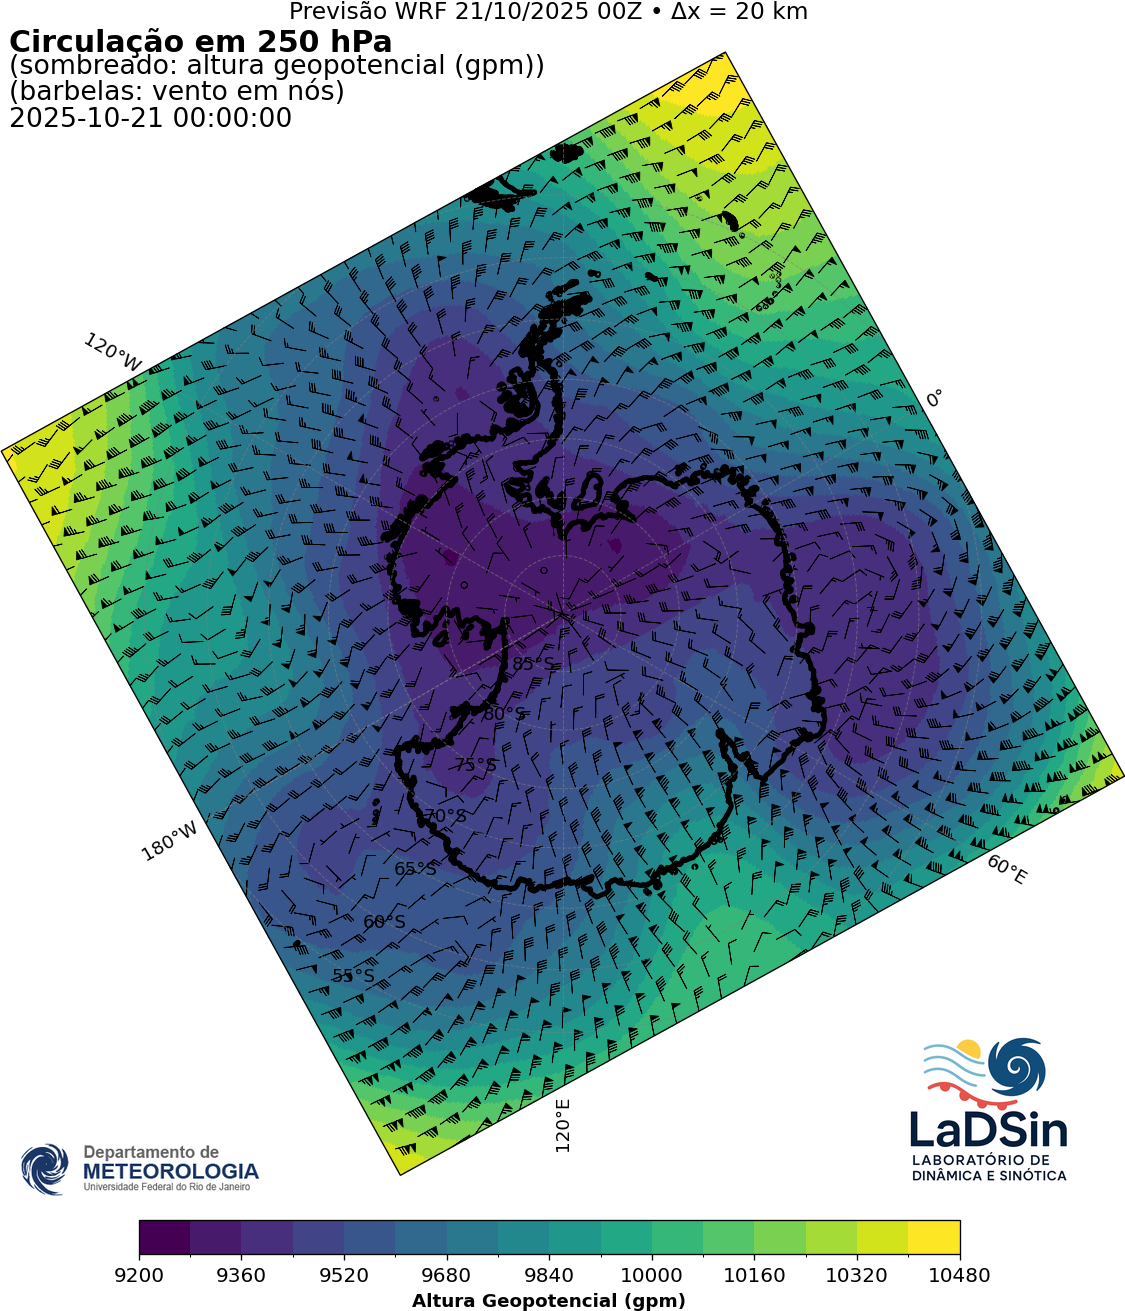 Previsão WRF 21/10/2025 00Z • Δx = 20 km
Circulação em 250 hPa
(sombreado: altura geopotencial (gpm))
(barbelas: vento em nós)
2025-10-21 00:00:00
120°W
0°
85°S
80°S
75°S
70°S
180°W
65°S
60°E
60°S
55°S
120°E
LaDSin
LABORATÓRIO DE
DINÂMICA E SINÓTICA
Departamento de
METEOROLOGIA
Universidade Federal do Rio de Janeiro
9200 9360 9520 9680 9840 10000 10160 10320 10480
Altura Geopotencial (gpm)